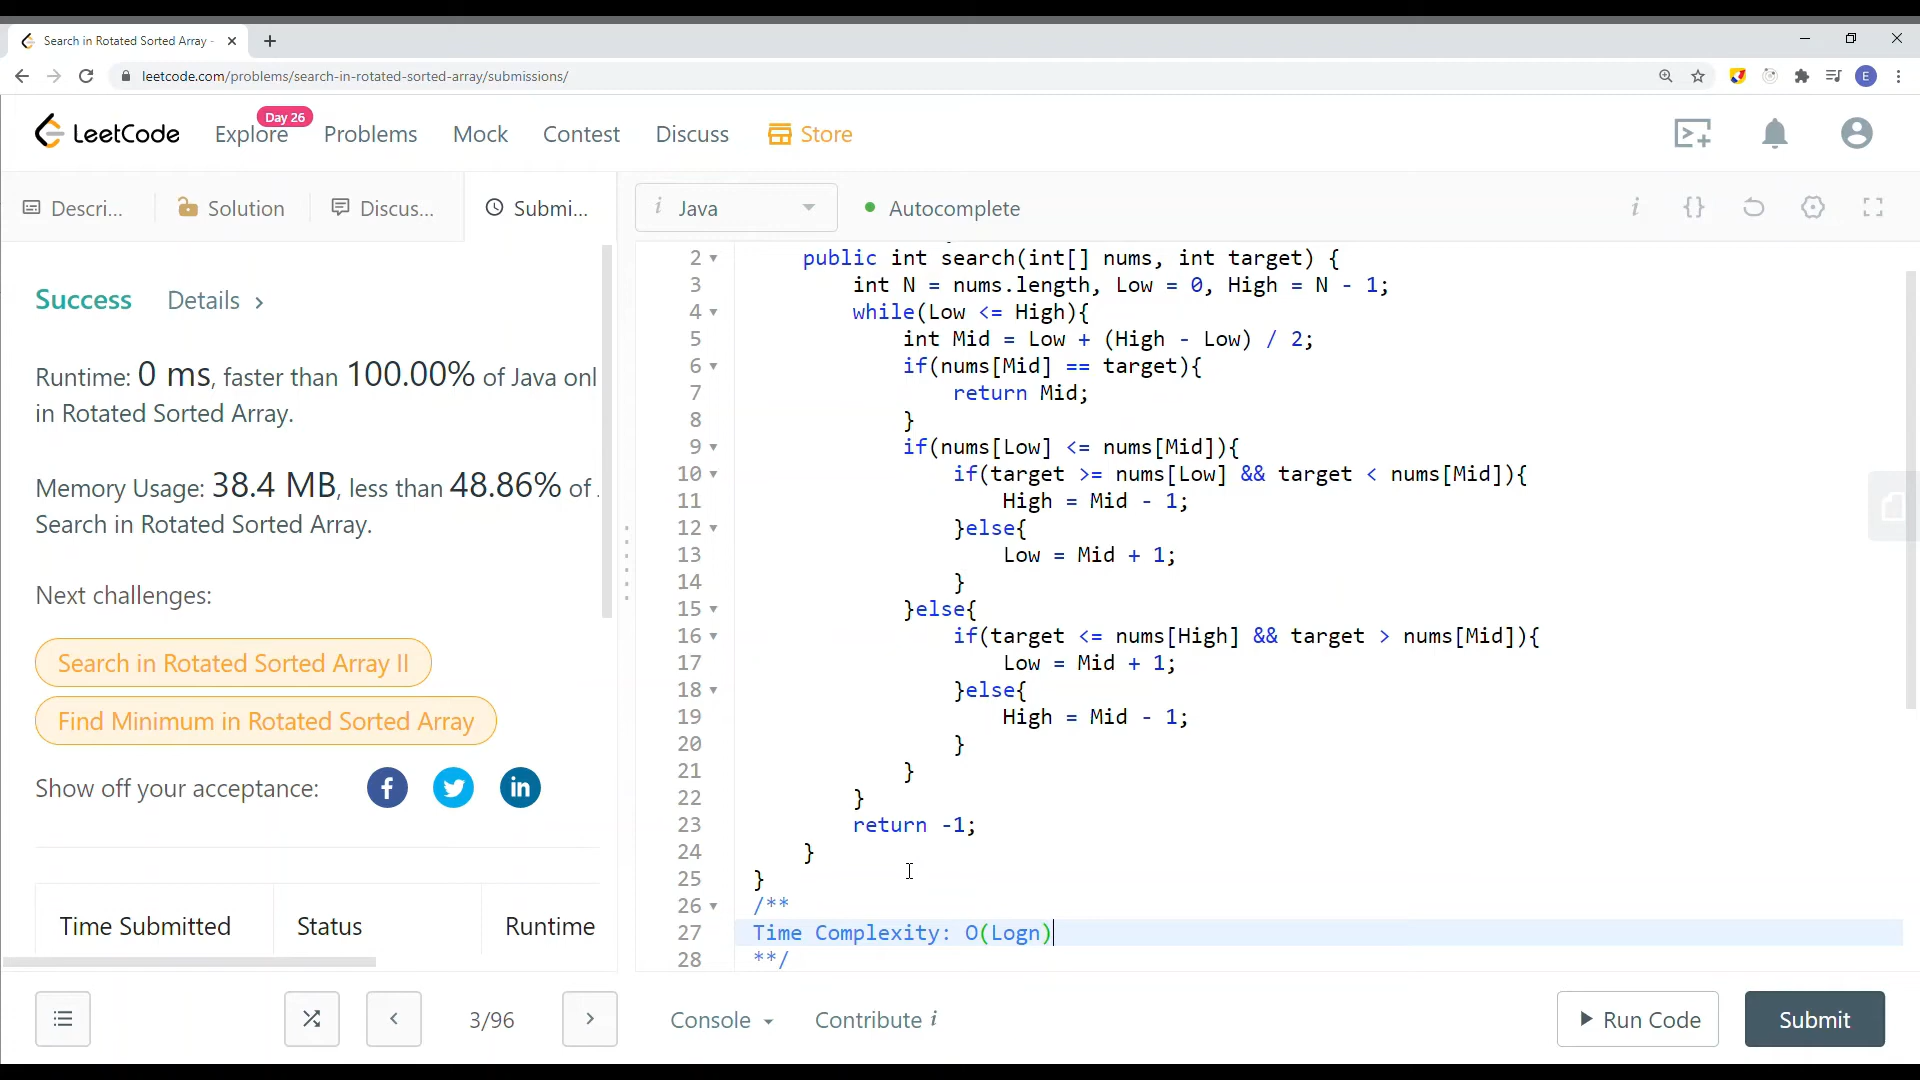 Search in Rotated Sorted Array -
leetcode.com/problems/search-in-rotated-sorted-array/submissions/
E
LeetCode
Explore
Day 26
Problems
Mock
Contest
Discuss
Store
Descri...
Solution
Discus...
Submi...
i Java
Autocomplete
Success
Details >
Runtime: 0 ms, faster than 100.00% of Java onl
in Rotated Sorted Array.
Memory Usage: 38.4 MB, less than 48.86% of .
Search in Rotated Sorted Array.
Next challenges:
Search in Rotated Sorted Array II
Find Minimum in Rotated Sorted Array
Show off your acceptance:
Time Submitted
Status
Runtime
2 public int search(int[] nums, int target) {
3 int N = nums.length, Low = 0, High = N - 1;
4 while(Low <= High){
5 int Mid = Low + (High - Low) / 2;
6 if(nums[Mid] == target){
7 return Mid;
8 }
9 if(nums[Low] <= nums[Mid]){
10 if(target >= nums[Low] && target < nums[Mid]){
11 High = Mid - 1;
12 }else{
13 Low = Mid + 1;
14 }
15 }else{
16 if(target <= nums[High] && target > nums[Mid]){
17 Low = Mid + 1;
18 }else{
19 High = Mid - 1;
20 }
21 }
22 }
23 return -1;
24 }
25 }
26 /**
27 Time Complexity: O(Logn)
28 **/
3/96
Console
Contribute i
Run Code
Submit